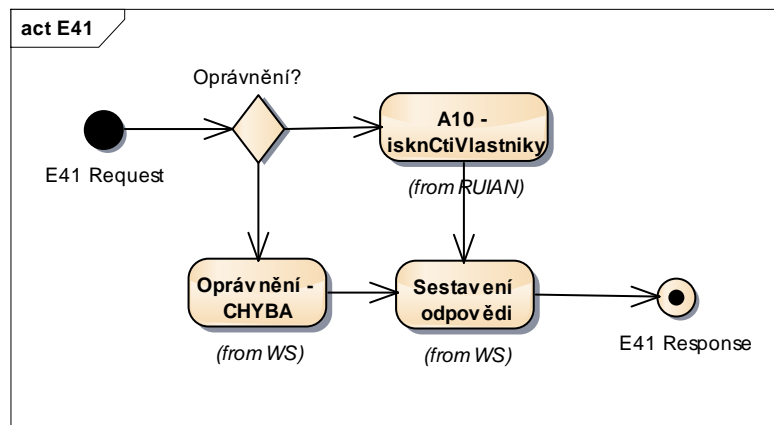 act E41
Oprávnění?
A10 -
isknCtiVlastniky
E41 Request
(from RUIAN)
Oprávnění -
CHYBA
Sestavení
odpovědi
(from WS)
(from WS)
E41 Response